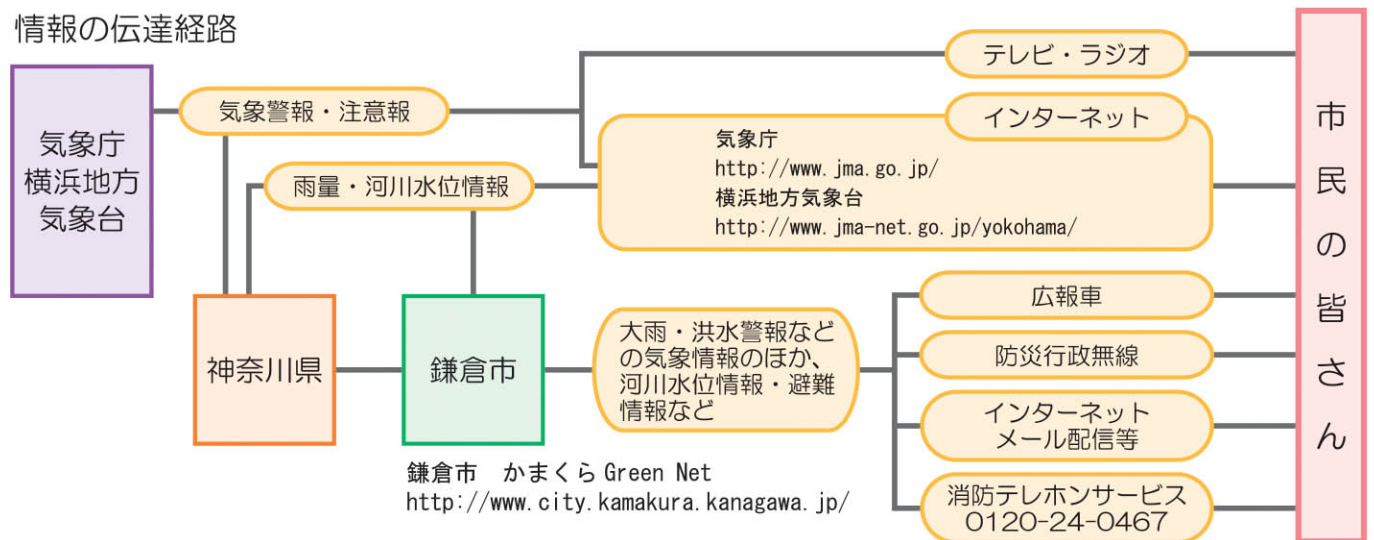 情報の伝達経路
気象庁
横浜地方
気象台
気象警報・注意報
雨量・河川水位情報
テレビ・ラジオ
インターネット
気象庁
http://www.jma.go.jp/
横浜地方気象台
http://www.jma-net.go.jp/yokohama/
神奈川県
鎌倉市
鎌倉市　かまくら Green Net
http://www.city.kamakura.kanagawa.jp/
大雨・洪水警報など
の気象情報のほか、
河川水位情報・避難
情報など
広報車
防災行政無線
インターネット
メール配信等
消防テレホンサービス
0120-24-0467
市民の皆さん